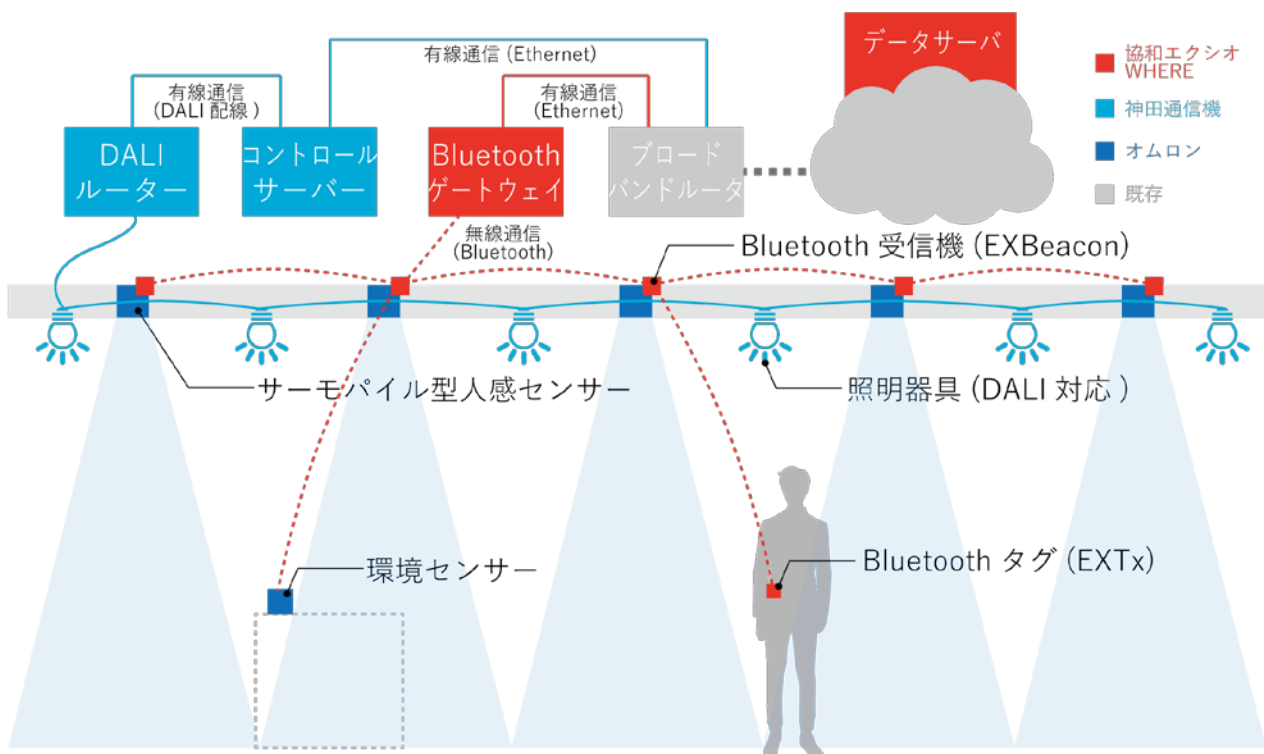 有線通信 (Ethernet)
データサーバ
協和エクシオ
WHERE
神田通信機
オムロン
既存
有線通信
(DALI 配線 )
有線通信
(Ethernet)
DALI
ルーター
コントロール
サーバー
Bluetooth
ゲートウェイ
ブロード
バンドルータ
無線通信
(Bluetooth)
Bluetooth 受信機 (EXBeacon)
サーモパイル型人感センサー
照明器具 (DALI 対応 )
環境センサー
Bluetooth タグ (EXTx)